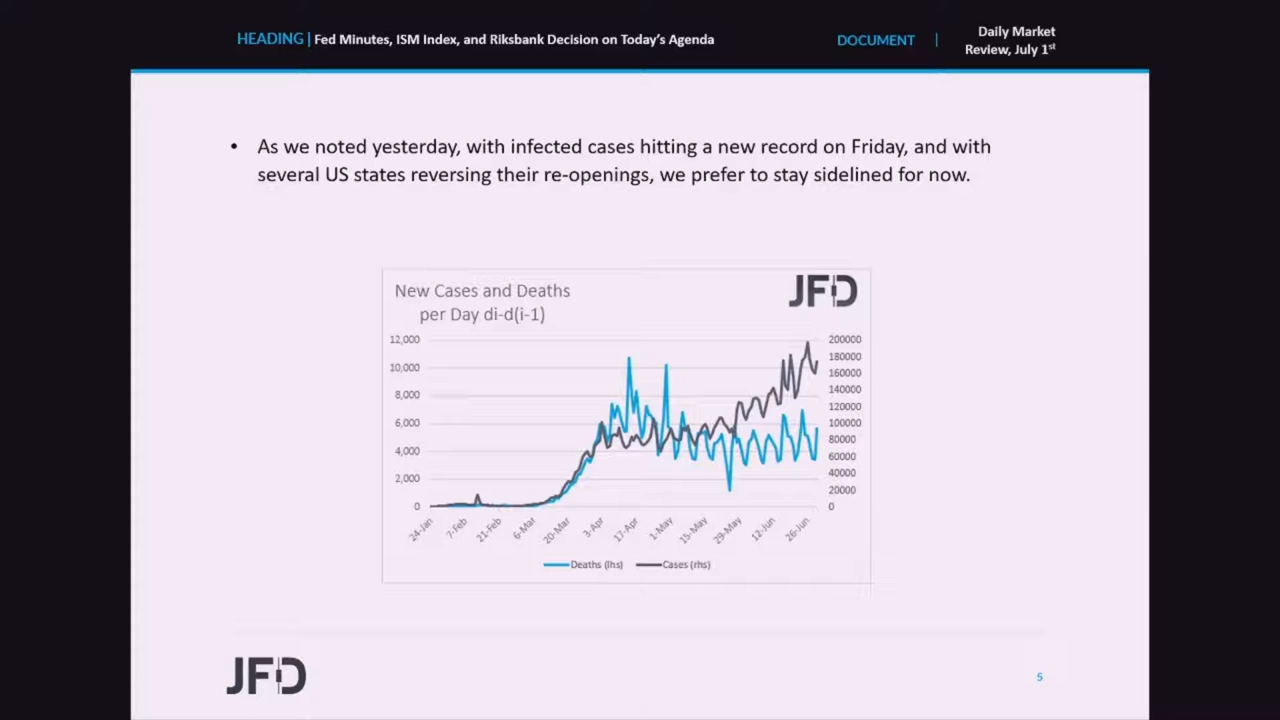 HEADING | Fed Minutes, ISM Index, and Riksbank Decision on Today's Agenda
DOCUMENT |
Daily Market
Review, July 1st
• As we noted yesterday, with infected cases hitting a new record on Friday, and with
several US states reversing their re-openings, we prefer to stay sidelined for now.
New Cases and Deaths
per Day di-d(i-1)
JFD
12,000
10,000
8,000
6,000
4,000
2,000
0
200000
180000
160000
140000
120000
100000
80000
60000
40000
20000
0
24-Jan
7-Feb
21-Feb
6-Mar
20-Mar
3-Apr
17-Apr
1-May
15-May
29-May
12-Jun
26-Jun
Deaths (lhs)
Cases (rhs)
JFD
5